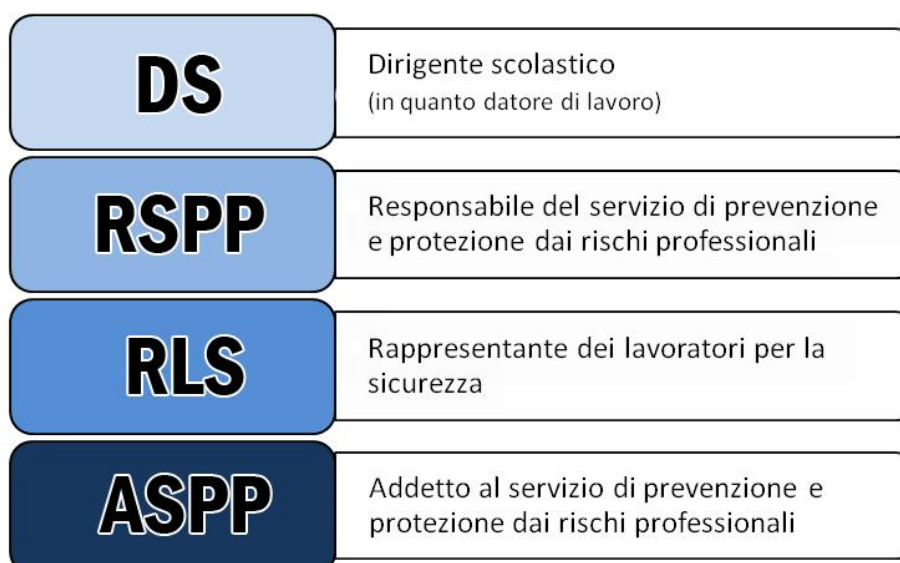 DS
Dirigente scolastico
(in quanto datore di lavoro)
RSPP
Responsabile del servizio di prevenzione
e protezione dai rischi professionali
RLS
Rappresentante dei lavoratori per la
sicurezza
ASPP
Addetto al servizio di prevenzione e
protezione dai rischi professionali